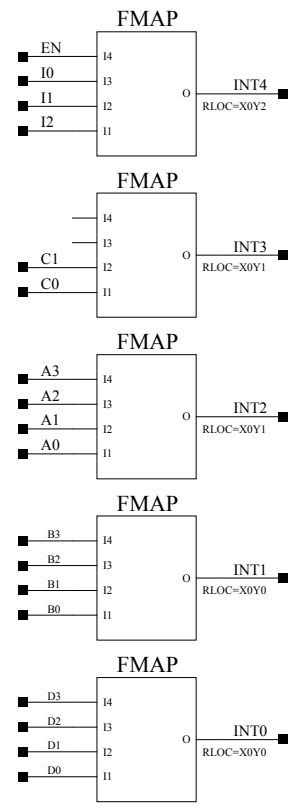 FMAP
EN I4
I0 I3
I1 I2
I2 I1
O INT4
RLOC=X0Y2
FMAP
I4
I3
C1 I2
C0 I1
O INT3
RLOC=X0Y1
FMAP
A3 I4
A2 I3
A1 I2
A0 I1
O INT2
RLOC=X0Y1
FMAP
B3 I4
B2 I3
B1 I2
B0 I1
O INT1
RLOC=X0Y0
FMAP
D3 I4
D2 I3
D1 I2
D0 I1
O INT0
RLOC=X0Y0